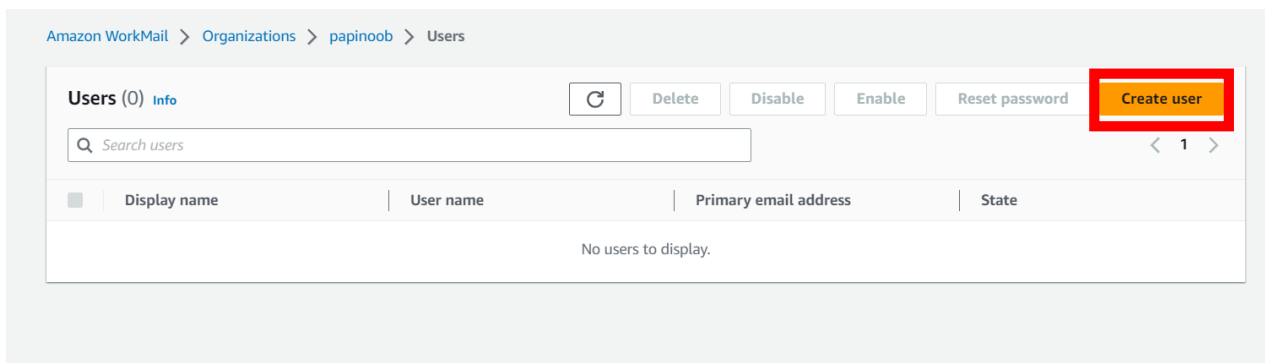 Amazon WorkMail > Organizations > papinoob > Users
Users (0) Info
Delete Disable Enable Reset password Create user
Search users
< 1 >
Display name User name Primary email address State
No users to display.